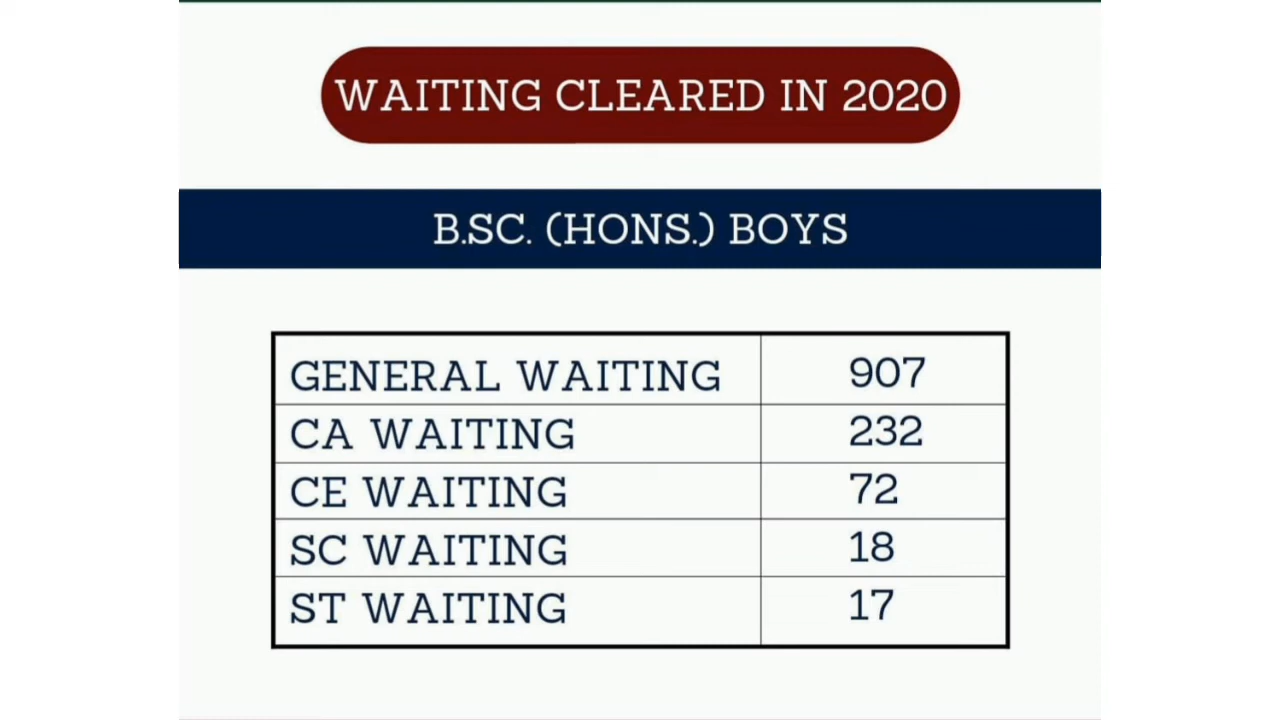 WAITING CLEARED IN 2020
B.SC. (HONS.) BOYS
GENERAL WAITING 907
CA WAITING 232
CE WAITING 72
SC WAITING 18
ST WAITING 17